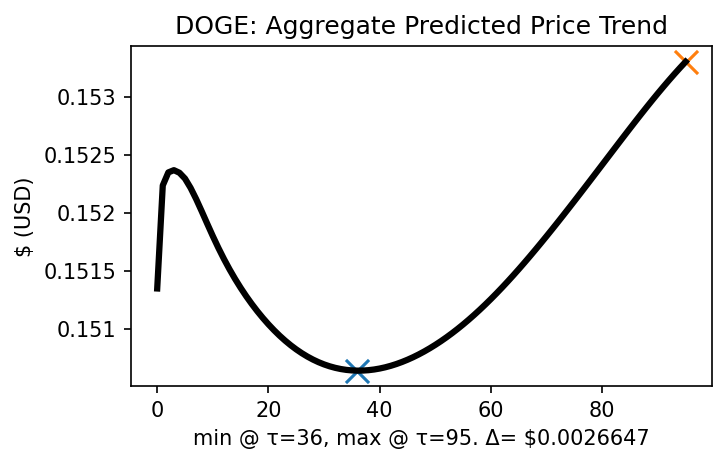 DOGE: Aggregate Predicted Price Trend
$ (USD)
0.153
0.1525
0.152
0.1515
0.151
0 20 40 60 80
min @ τ=36, max @ τ=95. Δ= $0.0026647